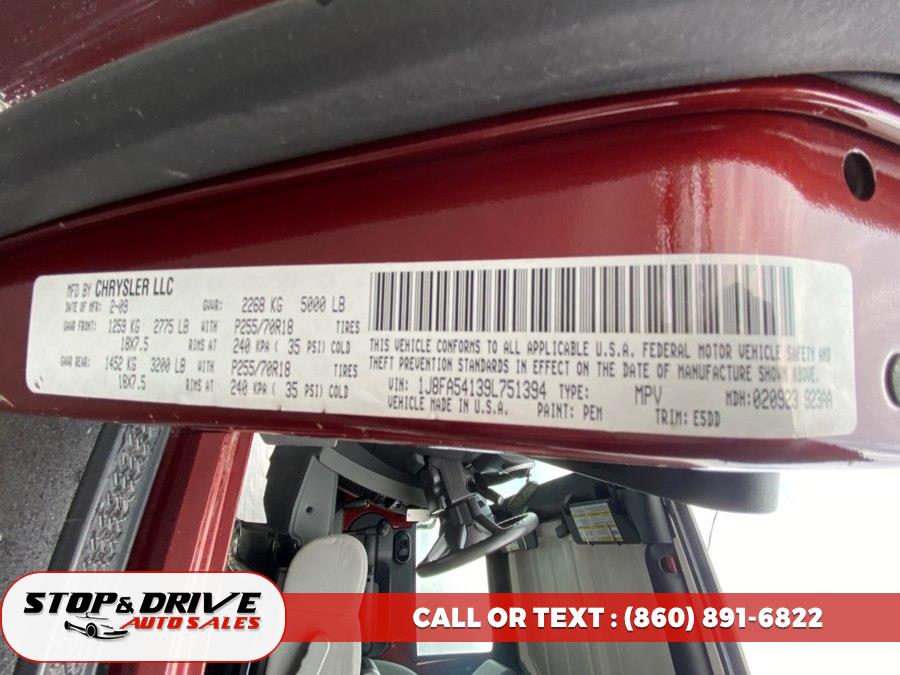 MFD BY CHRYSLER LLC
DATE OF MFR: 2-09 GVWR: 2268 KG 5000 LB
GAWR FRONT: 1259 KG 2775 LB WITH P255/70R18 TIRES
18X7.5 RIMS AT 240 KPA ( 35 PSI) COLD
GAWR REAR: 1452 KG 3200 LB WITH P255/70R18 TIRES
18X7.5 RIMS AT 240 KPA ( 35 PSI) COLD
THIS VEHICLE CONFORMS TO ALL APPLICABLE U.S.A. FEDERAL MOTOR VEHICLE SAFETY AND
THEFT PREVENTION STANDARDS IN EFFECT ON THE DATE OF MANUFACTURE SHOWN ABOVE.
VIN: 1J8FA54139L751394 TYPE: MPV MDH: 020923 923AA
VEHICLE MADE IN U.S.A. PAINT: PEM TRIM: E5DD
STOP & DRIVE
AUTO SALES
CALL OR TEXT : (860) 891-6822